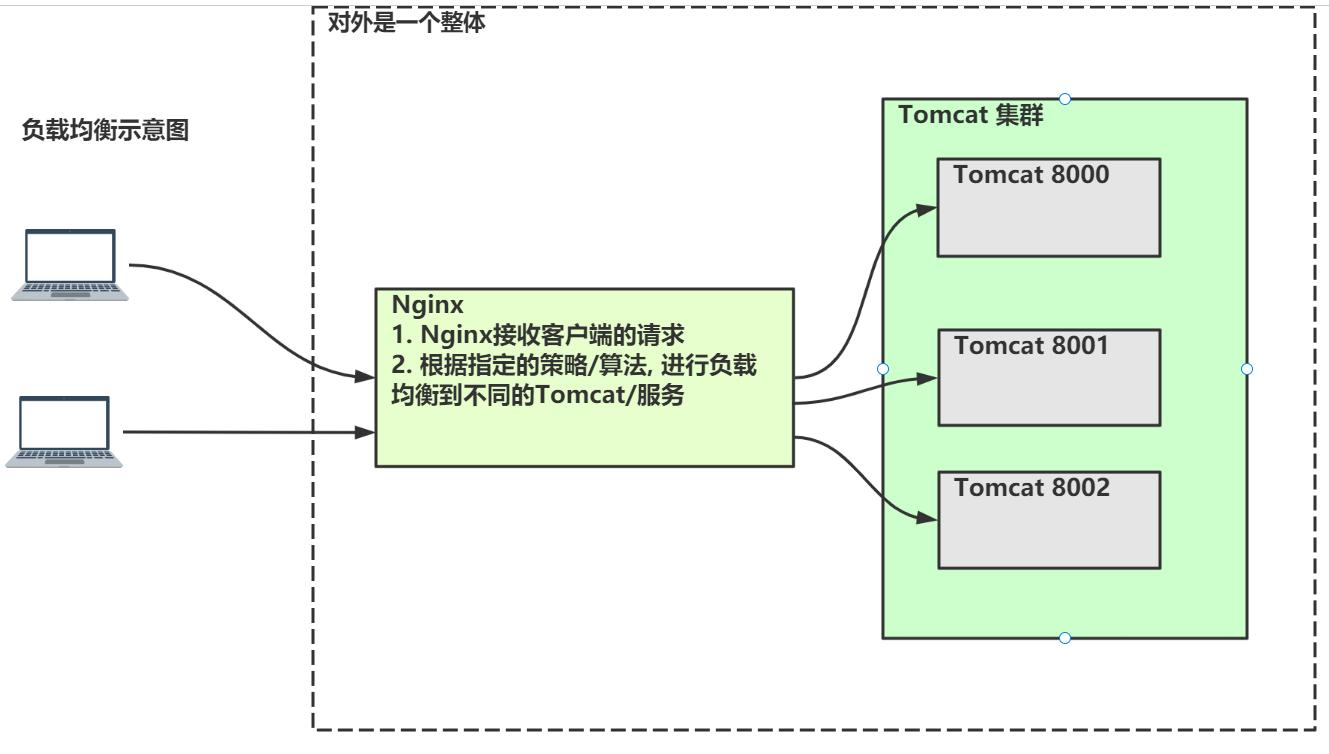 对外是一个整体
负载均衡示意图
Tomcat 集群
Tomcat 8000
Nginx
1. Nginx接收客户端的请求
2. 根据指定的策略/算法, 进行负载
均衡到不同的Tomcat/服务
Tomcat 8001
Tomcat 8002